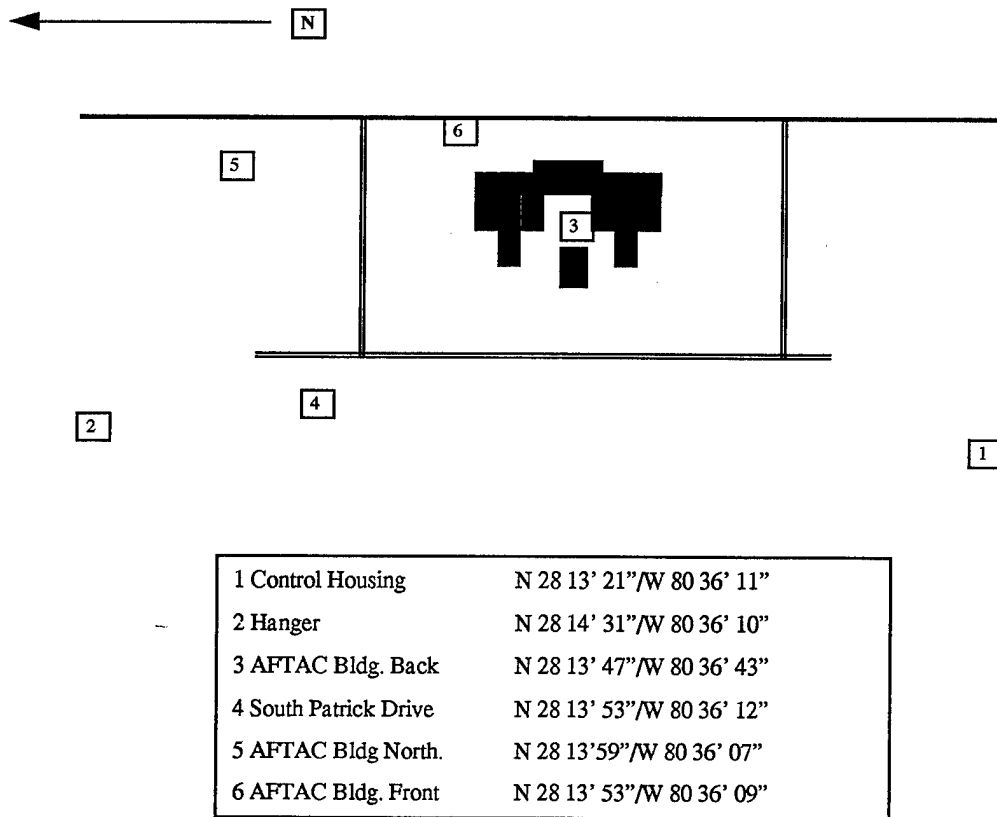 N
6
5
3
4
2
1
1 Control Housing N 28 13’ 21”/W 80 36’ 11”
2 Hanger N 28 14’ 31”/W 80 36’ 10”
3 AFTAC Bldg. Back N 28 13’ 47”/W 80 36’ 43”
4 South Patrick Drive N 28 13’ 53”/W 80 36’ 12”
5 AFTAC Bldg North. N 28 13’59”/W 80 36’ 07”
6 AFTAC Bldg. Front N 28 13’ 53”/W 80 36’ 09”